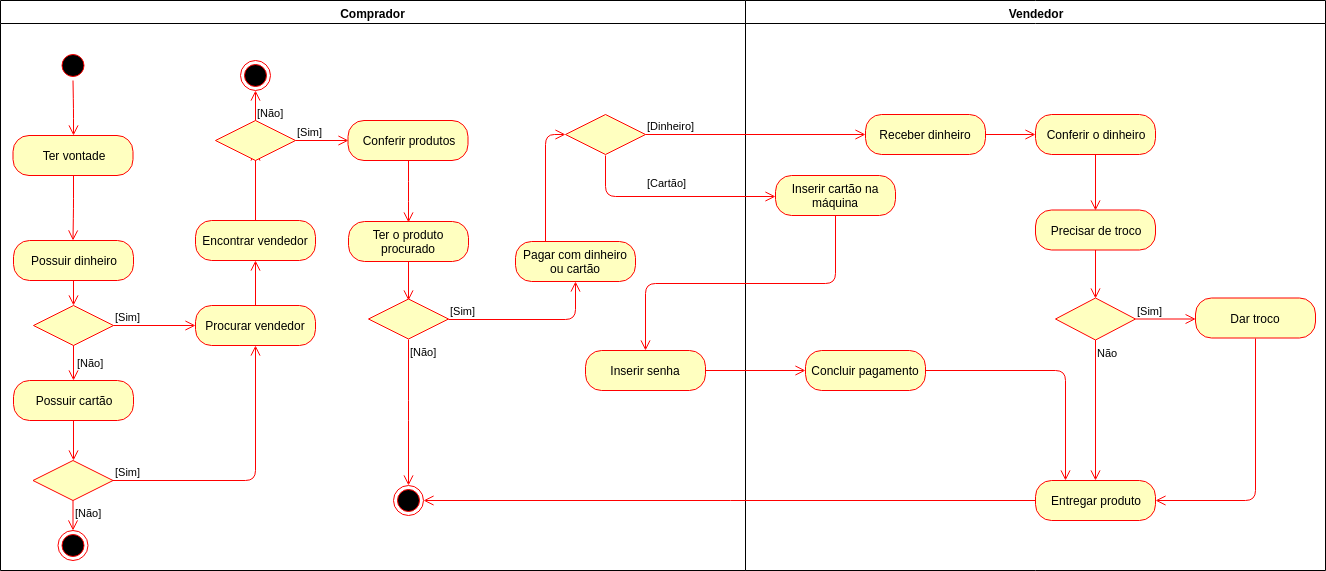 Comprador
Vendedor
[Não]
[Sim]
[Dinheiro]
Ter vontade
Conferir produtos
Receber dinheiro
Conferir o dinheiro
[Cartão]
Inserir cartão na
máquina
Possuir dinheiro
Encontrar vendedor
Ter o produto
procurado
Pagar com dinheiro
ou cartão
Precisar de troco
[Sim]
Procurar vendedor
[Sim]
[Sim]
Dar troco
[Não]
[Não]
Não
Possuir cartão
Inserir senha
Concluir pagamento
[Sim]
[Não]
Entregar produto